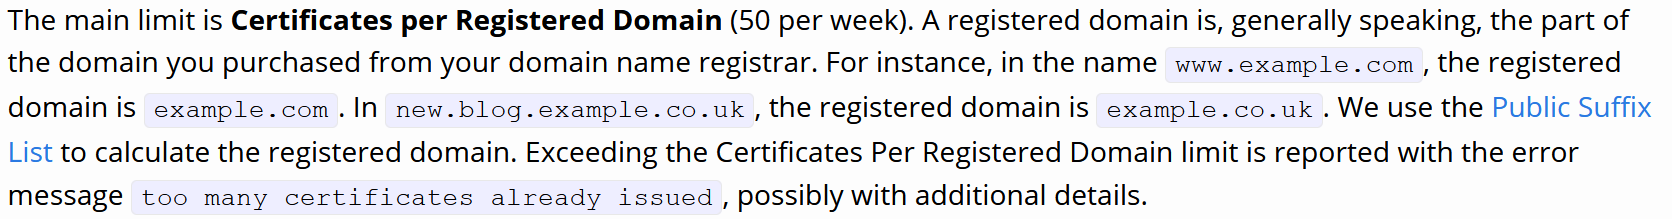 The main limit is Certificates per Registered Domain (50 per week). A registered domain is, generally speaking, the part of
the domain you purchased from your domain name registrar. For instance, in the name www.example.com, the registered
domain is example.com. In new.blog.example.co.uk, the registered domain is example.co.uk. We use the Public Suffix
List to calculate the registered domain. Exceeding the Certificates Per Registered Domain limit is reported with the error
message too many certificates already issued, possibly with additional details.